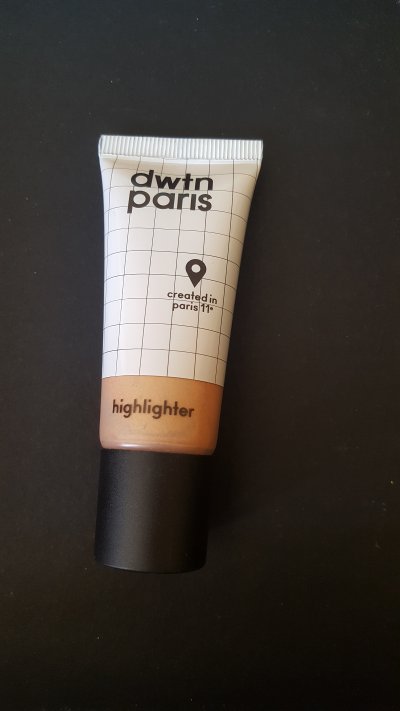 dwtn
paris
created in
paris 11e
highlighter